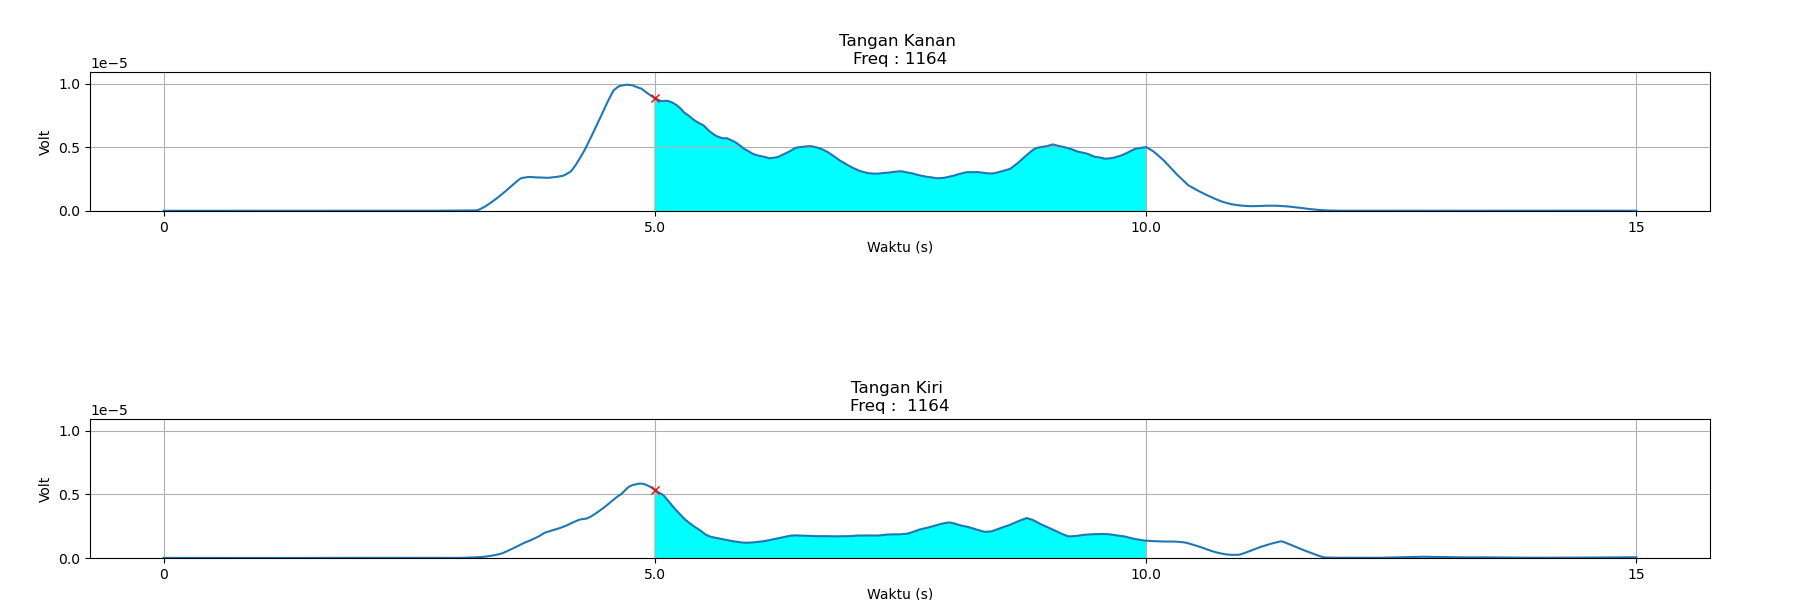 Tangan Kanan
Freq : 1164
1e−5
1.0
0.5
0.0
Volt
0 5.0 10.0 15
Waktu (s)
Tangan Kiri
Freq :  1164
1e−5
1.0
0.5
0.0
Volt
0 5.0 10.0 15
Waktu (s)